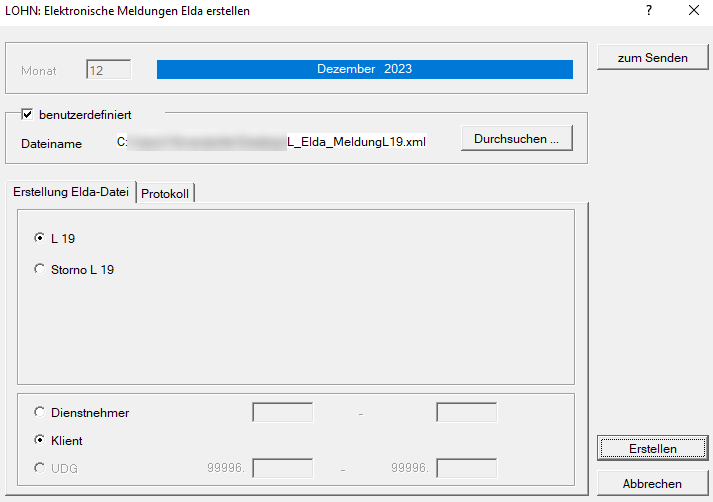 LOHN: Elektronische Meldungen Elda erstellen ?
Monat 12 Dezember 2023
zum Senden
benutzerdefiniert
Dateiname C: L_Elda_MeldungL19.xml Durchsuchen ...
Erstellung Elda-Datei Protokoll
L 19
Storno L 19
Dienstnehmer -
Klient
UDG 99996. - 99996.
Erstellen
Abbrechen